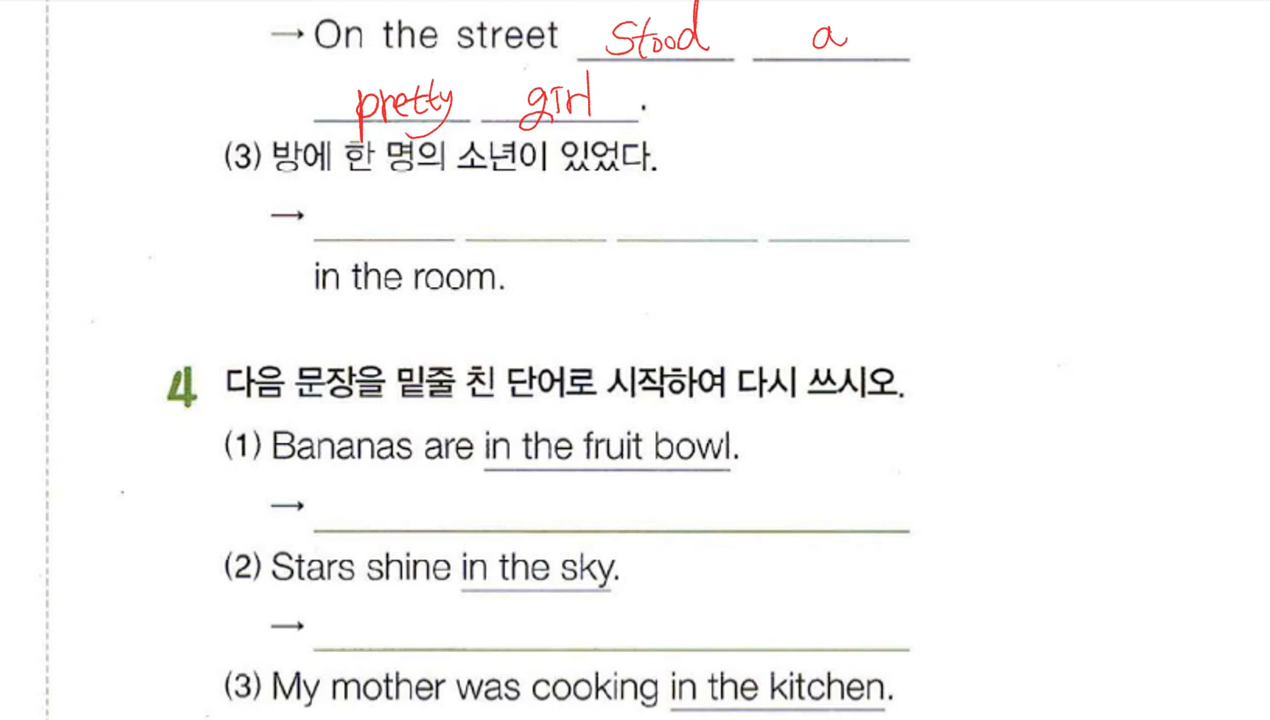 → On the street stood a
pretty girl.
(3) 방에 한 명의 소년이 있었다.
→
in the room.
4 다음 문장을 밑줄 친 단어로 시작하여 다시 쓰시오.
(1) Bananas are in the fruit bowl.
→
(2) Stars shine in the sky.
→
(3) My mother was cooking in the kitchen.